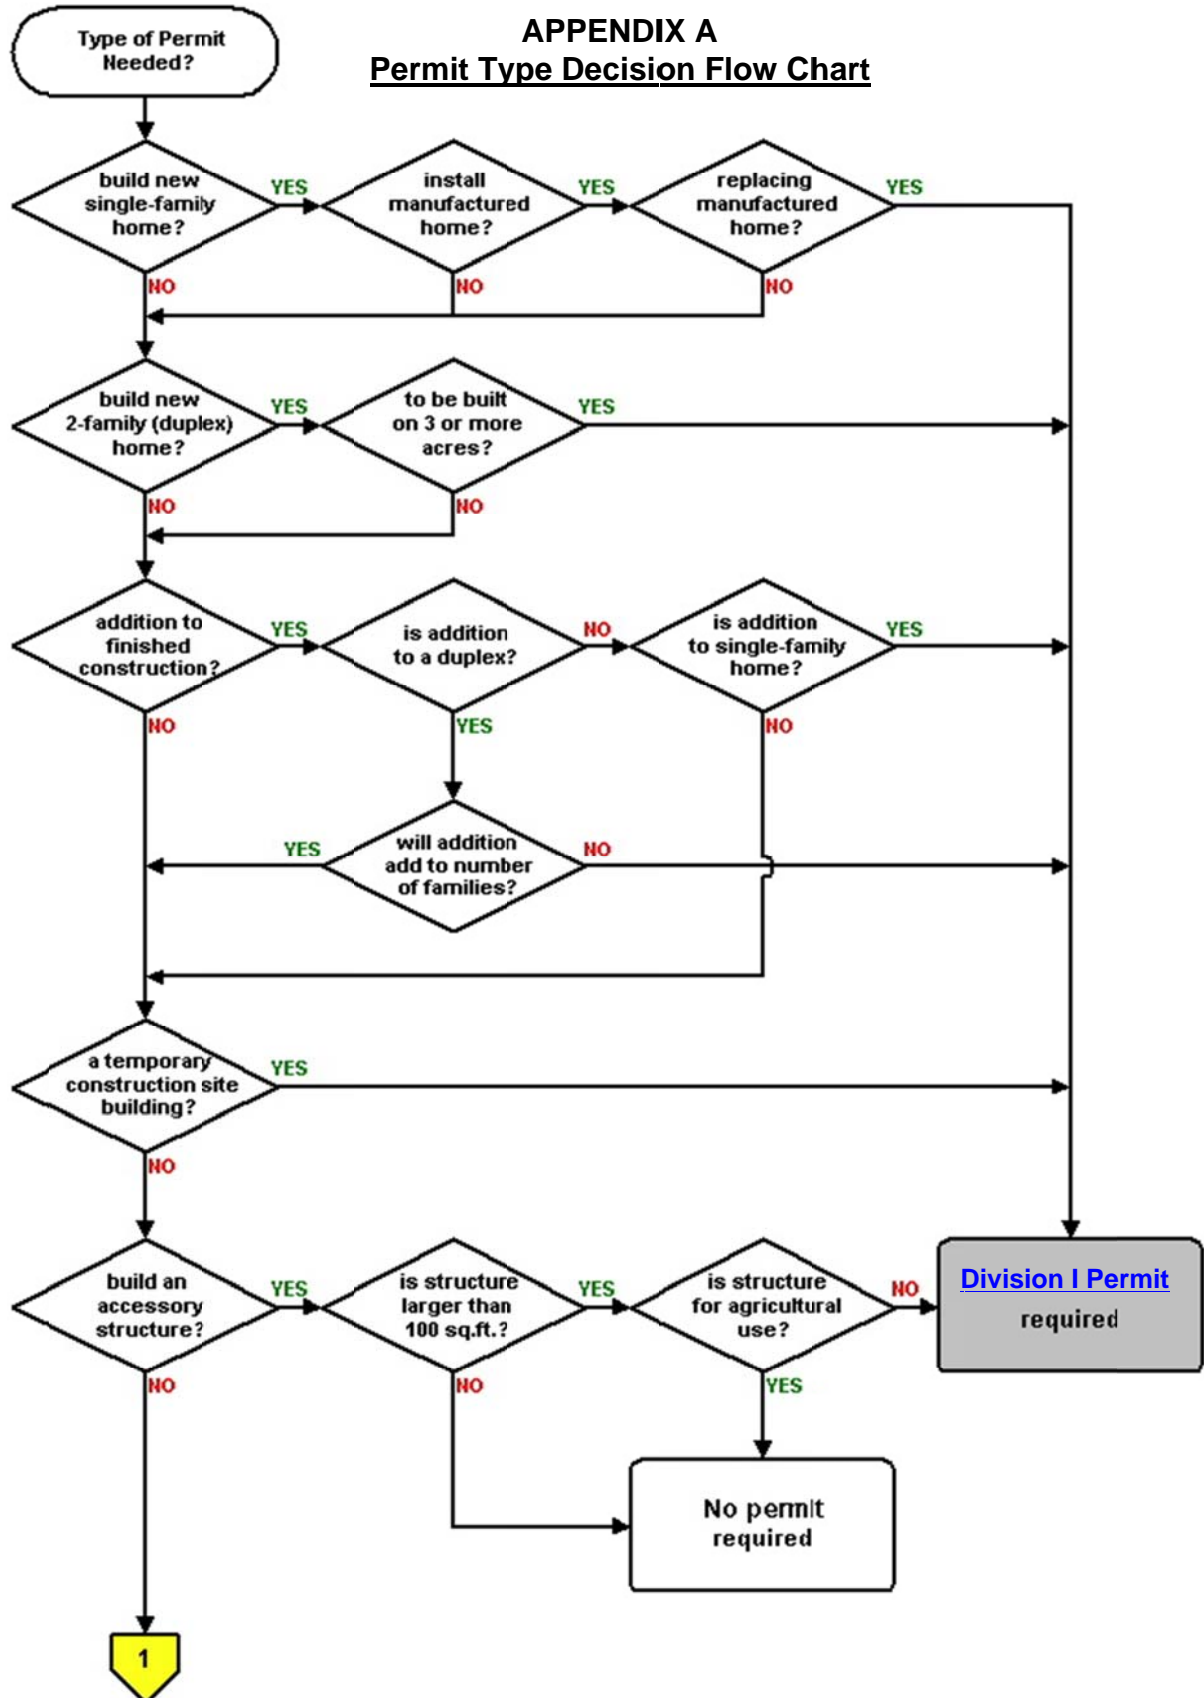 APPENDIX A
Permit Type Decision Flow Chart
Type of Permit
Needed?
build new
single-family
home?
YES
NO
install
manufactured
home?
YES
NO
replacing
manufactured
home?
YES
NO
build new
2-family (duplex)
home?
YES
NO
to be built
on 3 or more
acres?
YES
NO
addition to
finished
construction?
YES
NO
is addition
to a duplex?
NO
YES
is addition
to single-family
home?
YES
NO
will addition
add to number
of families?
YES
NO
a temporary
construction site
building?
YES
NO
build an
accessory
structure?
YES
NO
is structure
larger than
100 sq.ft.?
YES
NO
is structure
for agricultural
use?
NO
YES
Division I Permit
required
No permit
required
1